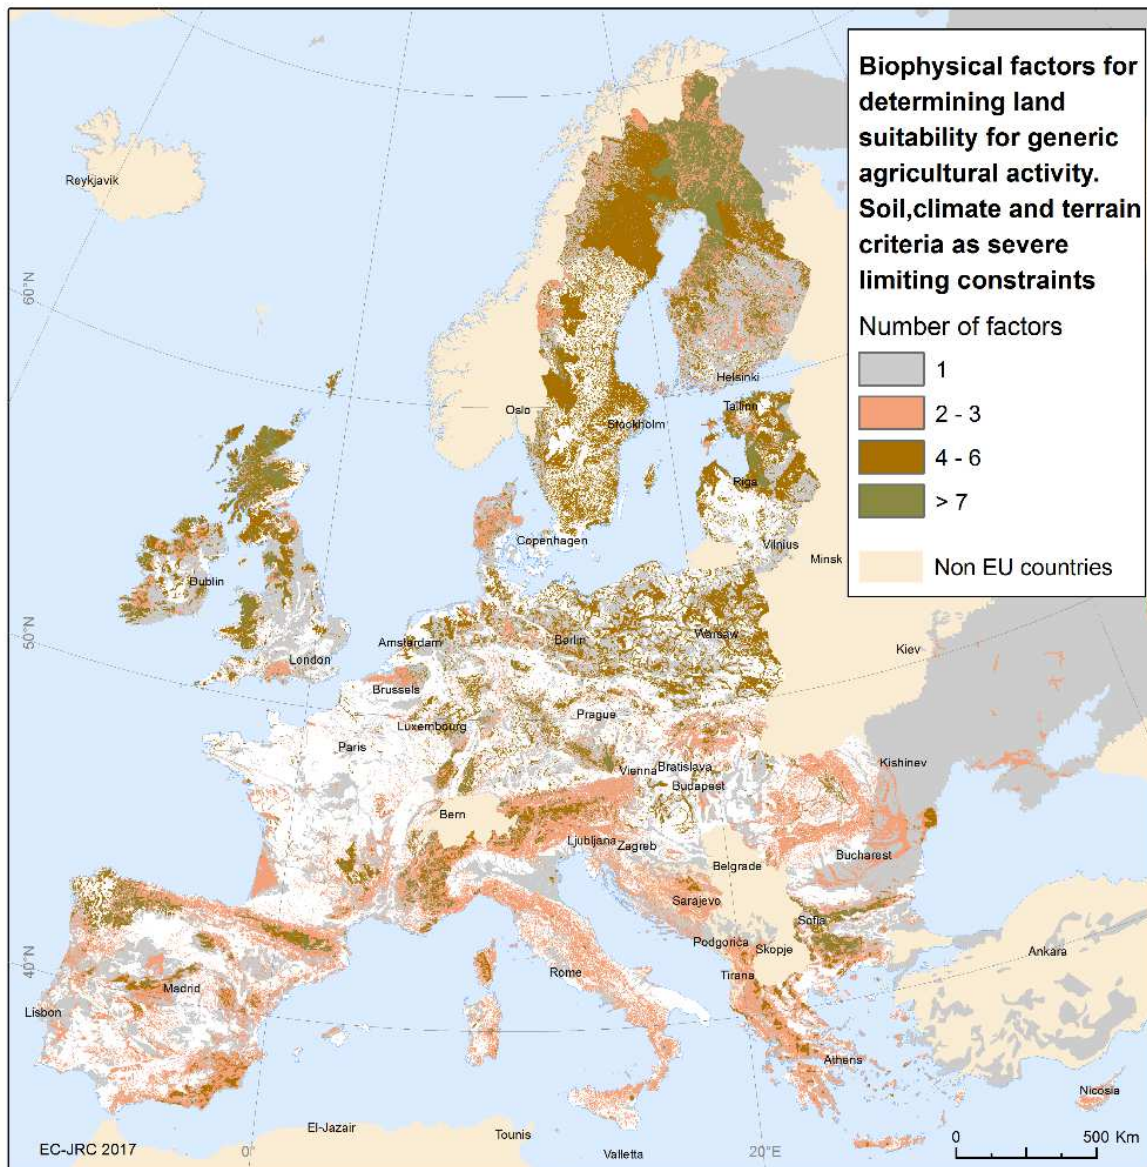 Biophysical factors for
determining land
suitability for generic
agricultural activity.
Soil,climate and terrain
criteria as severe
limiting constraints
Number of factors
1
2 - 3
4 - 6
> 7
Non EU countries
Reykjavik
60°N
Helsinki
Oslo
Tallinn
Stockholm
Riga
Copenhagen
Vilnius
Minsk
Dublin
50°N
Amsterdam
Berlin
Warsaw
London
Kiev
Brussels
Luxembourg
Prague
Paris
Kishinev
Vienna
Bratislava
Budapest
Bern
Ljubljana
Zagreb
Bucharest
Belgrade
Sarajevo
Sofia
40°N
Podgorica
Skopje
Ankara
Rome
Tirana
Madrid
Lisbon
Athens
Nicosia
El-Jazair
Tounis
EC-JRC 2017
0°
Valletta
20°E
0
500 Km